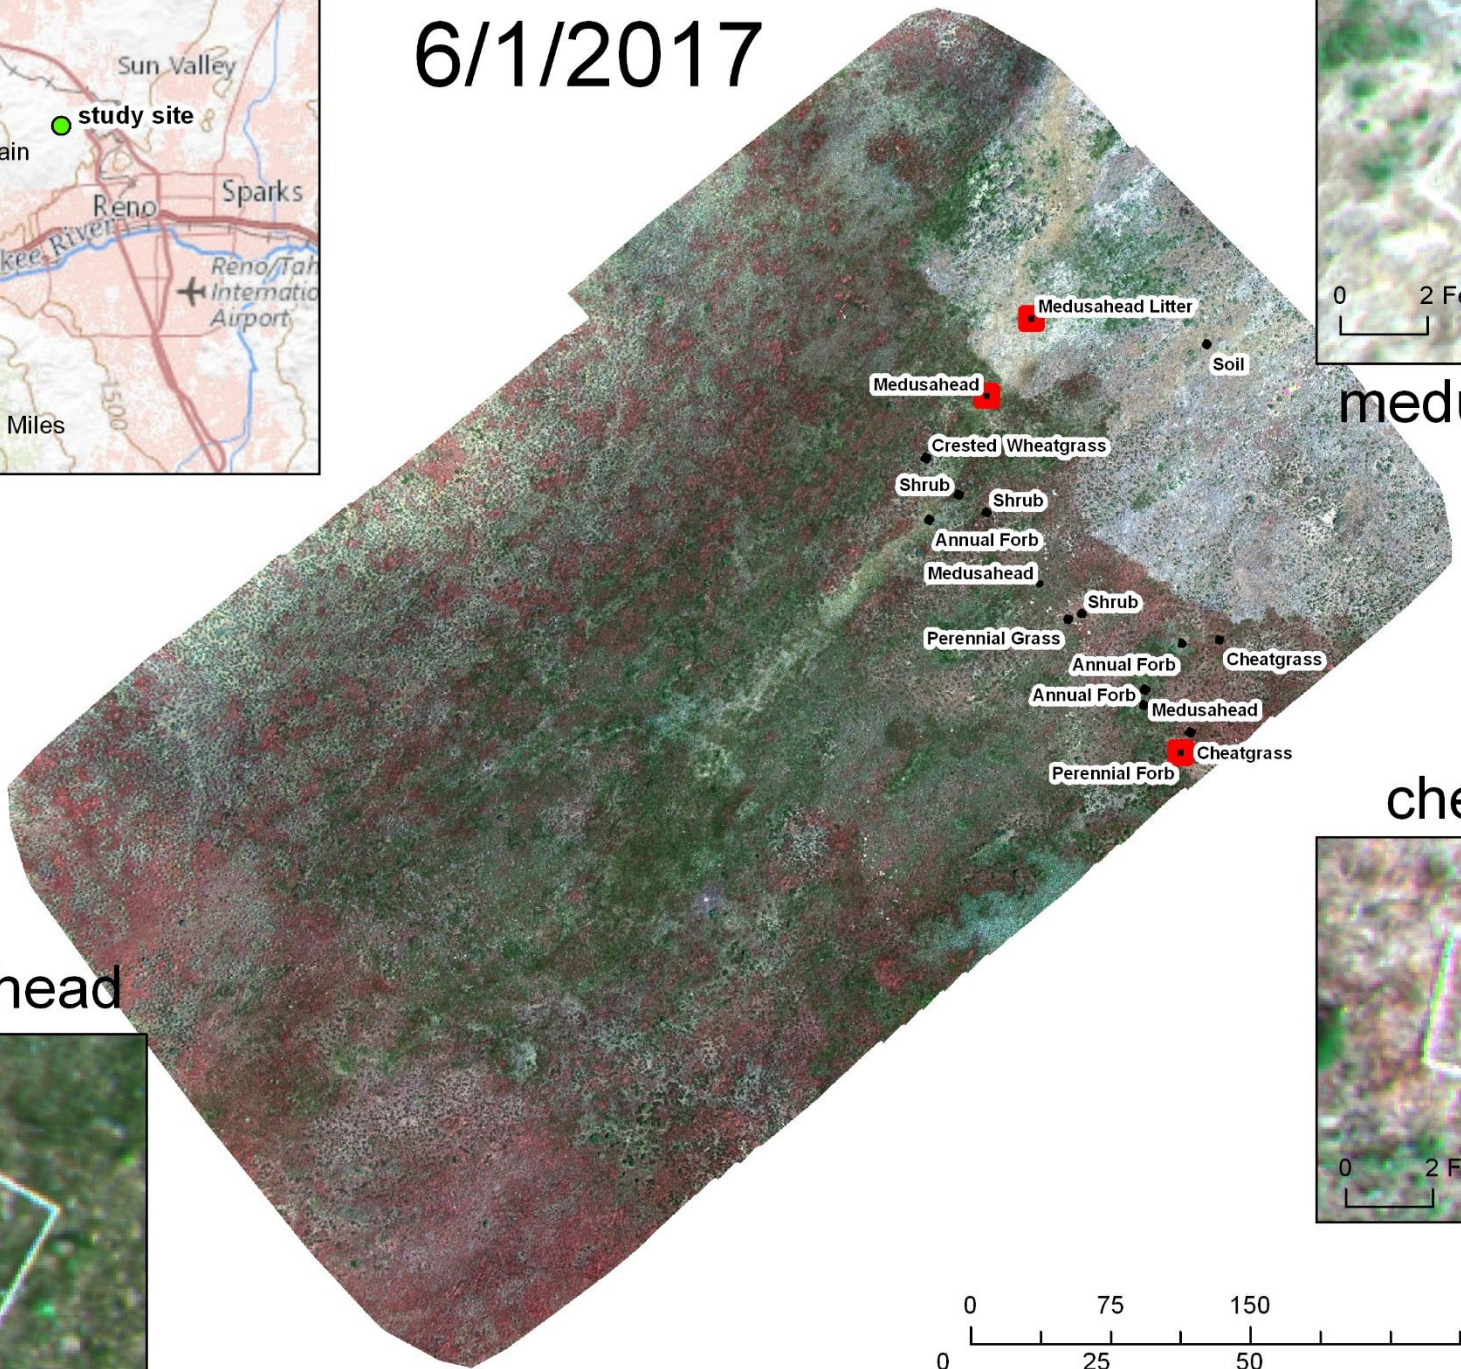 6/1/2017
Sun Valley
study site
ain
Sparks
Reno
kee River
Reno/Tah
Internatio
Airport
1500
Miles
0
2 Fe
medu
Medusahead Litter
Soil
Medusahead
Crested Wheatgrass
Shrub
Shrub
Annual Forb
Medusahead
Shrub
Perennial Grass
Annual Forb
Cheatgrass
Annual Forb
Medusahead
Cheatgrass
Perennial Forb
che
0
2 F
head
0 75 150
0 25 50